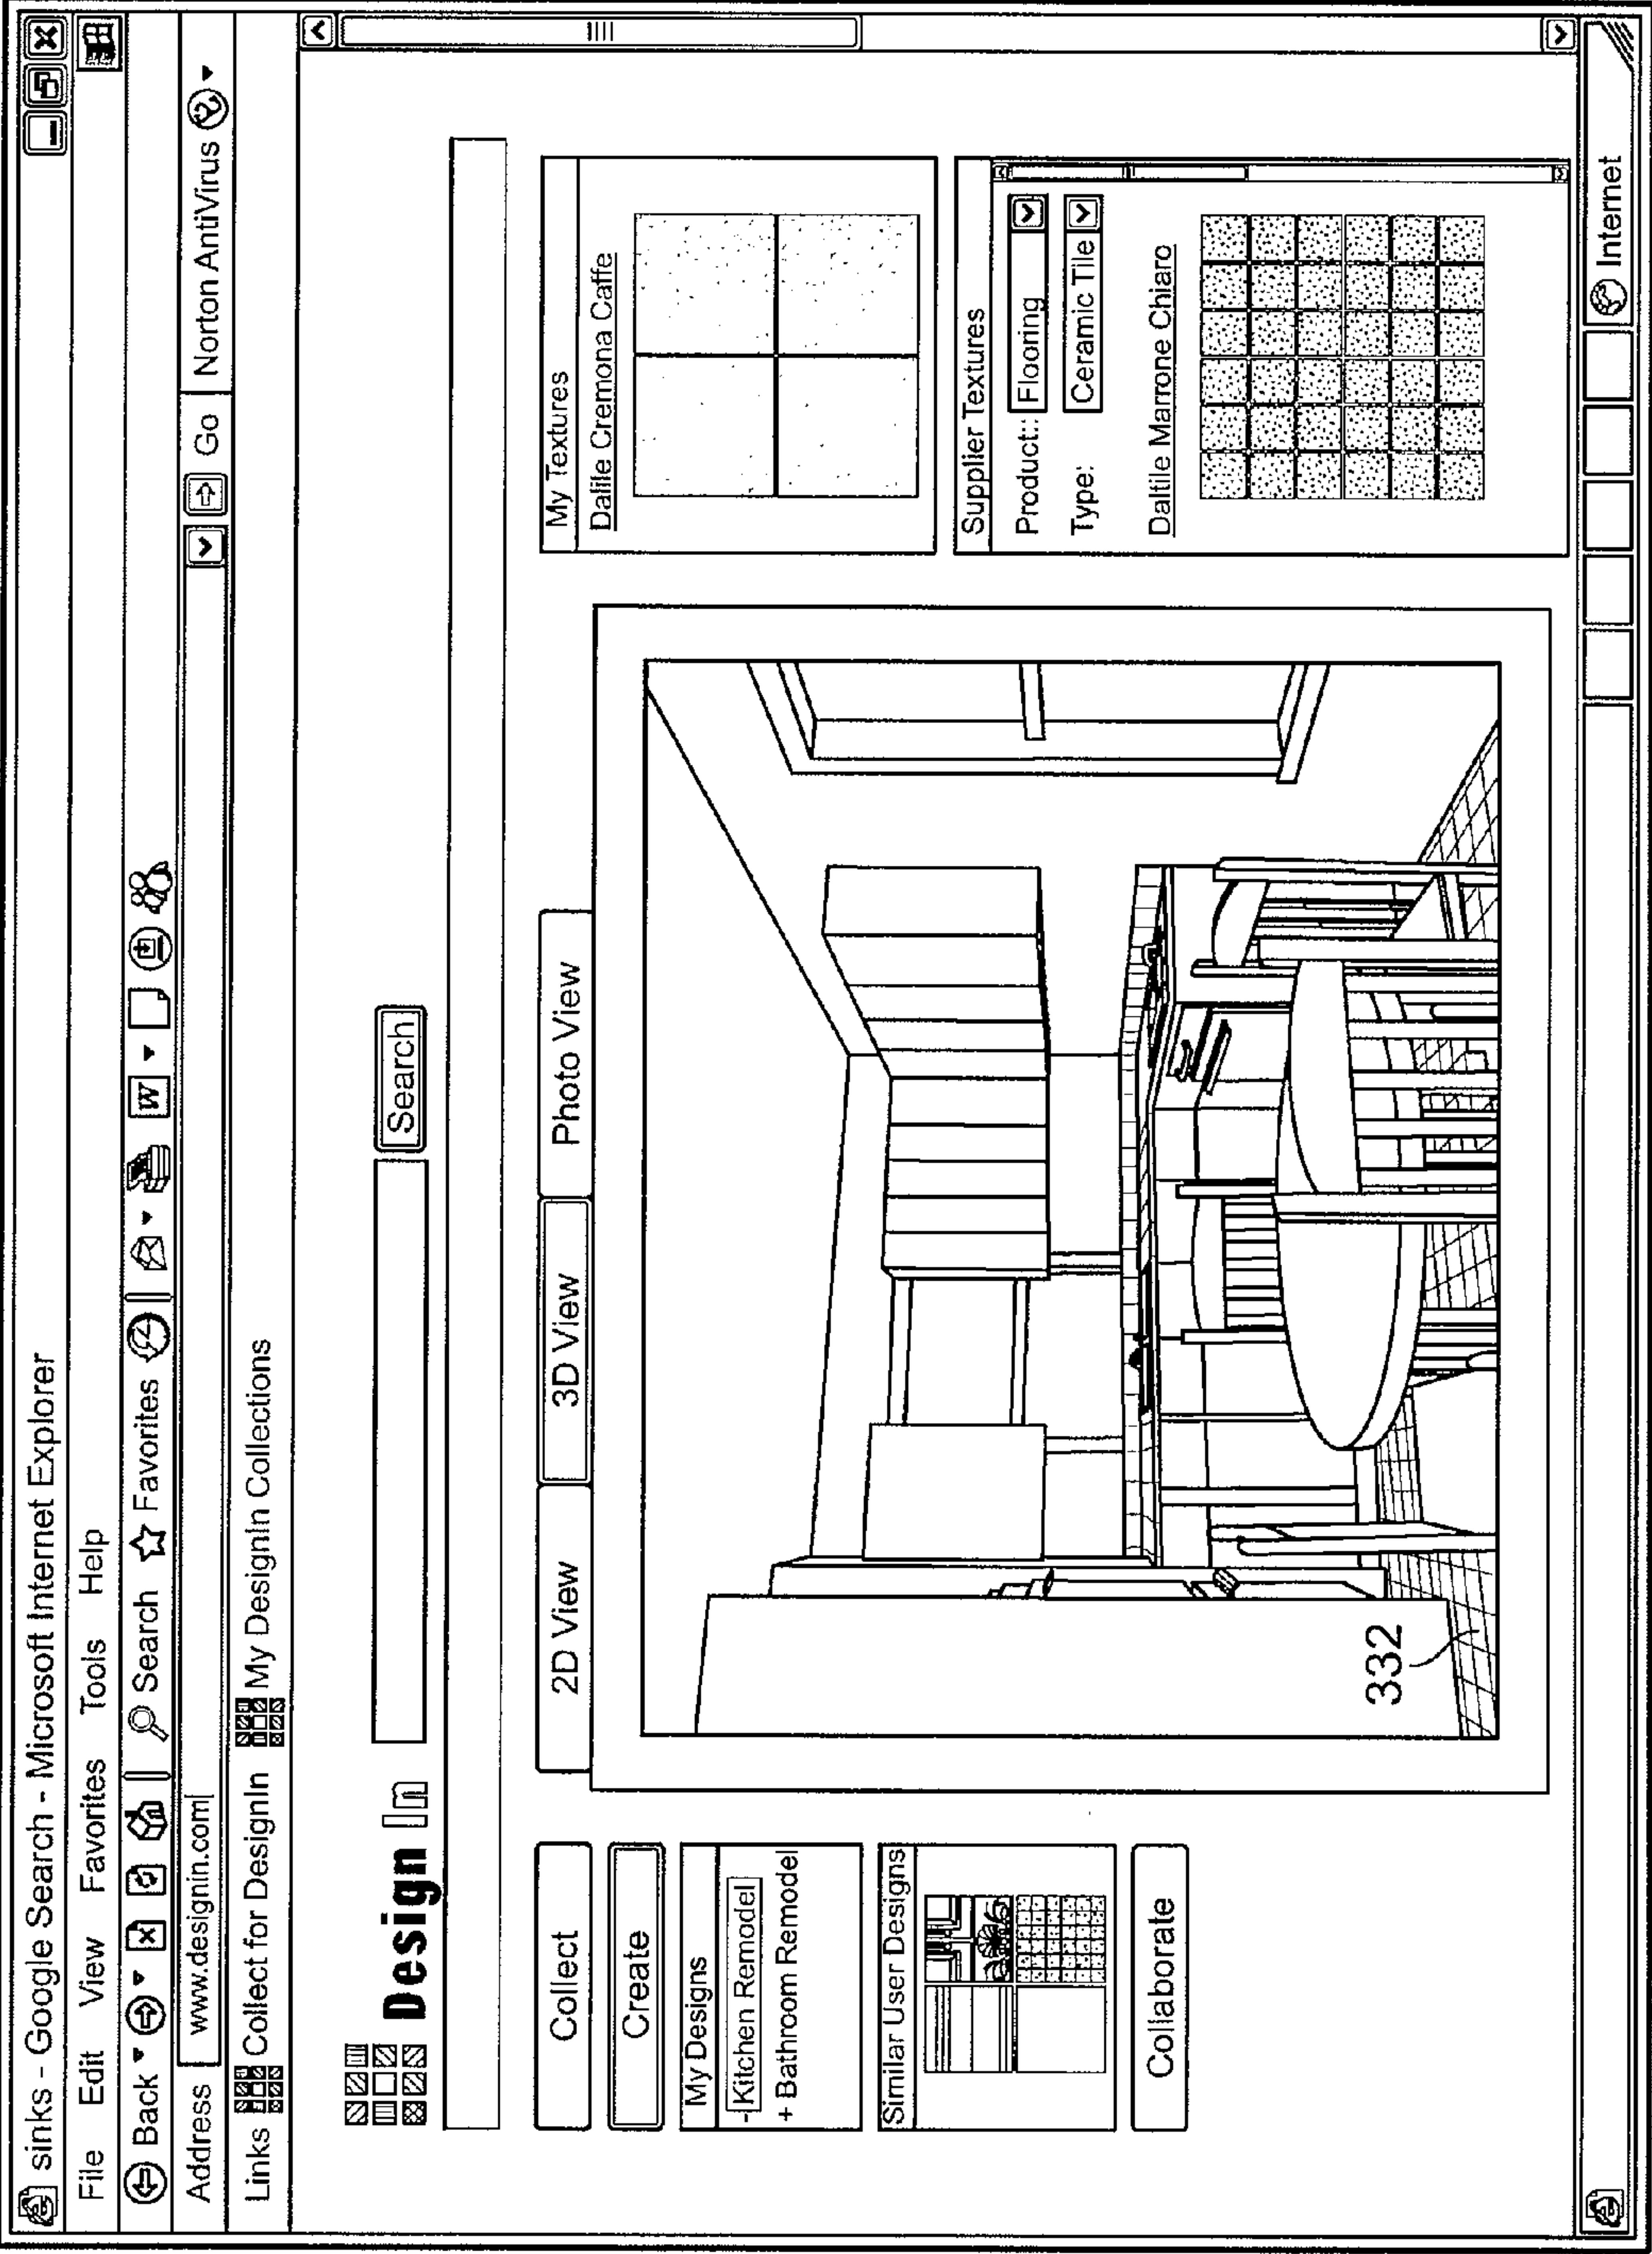 sinks - Google Search - Microsoft Internet Explorer
File Edit View Favorites Tools Help
Back Search Favorites W
Address www.designin.com Go Norton AntiVirus
Links Collect for DesignIn My DesignIn Collections
Design In Search
2D View 3D View Photo View
Collect
Create
My Designs
- Kitchen Remodel
+ Bathroom Remodel
Similar User Designs
Collaborate
332
My Textures
Dalile Cremona Caffe
Supplier Textures
Product:: Flooring
Type: Ceramic Tile
Daltile Marrone Chiaro
Internet